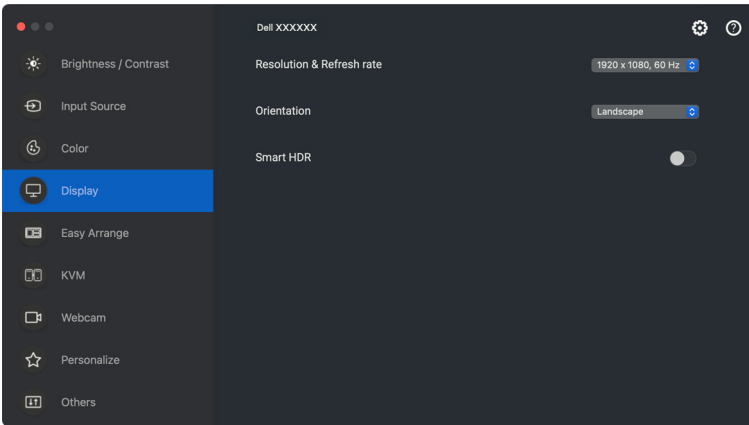 Dell XXXXXX
Brightness / Contrast
Input Source
Color
Display
Easy Arrange
KVM
Webcam
Personalize
Others
Resolution & Refresh rate
1920 x 1080, 60 Hz
Orientation
Landscape
Smart HDR